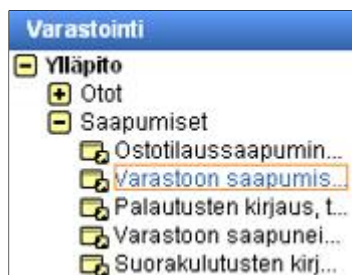 Varastointi
Ylläpito
Otot
Saapumiset
Ostotilaussaapumin...
Varastoon saapumis...
Palautusten kirjaus, t...
Varastoon saapunei...
Suorakulutusten kirj...